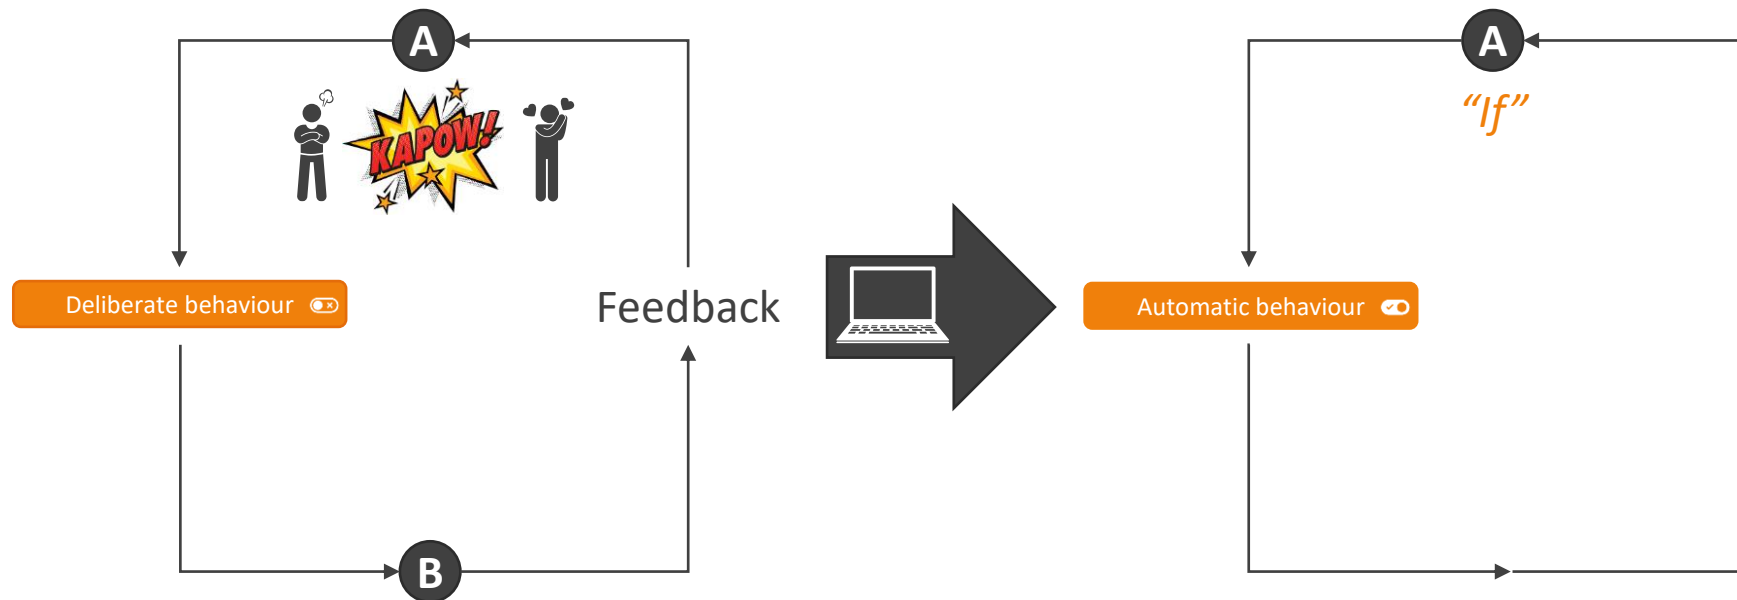 A
KAPOW!
Deliberate behaviour
Feedback
B
A
“If”
Automatic behaviour